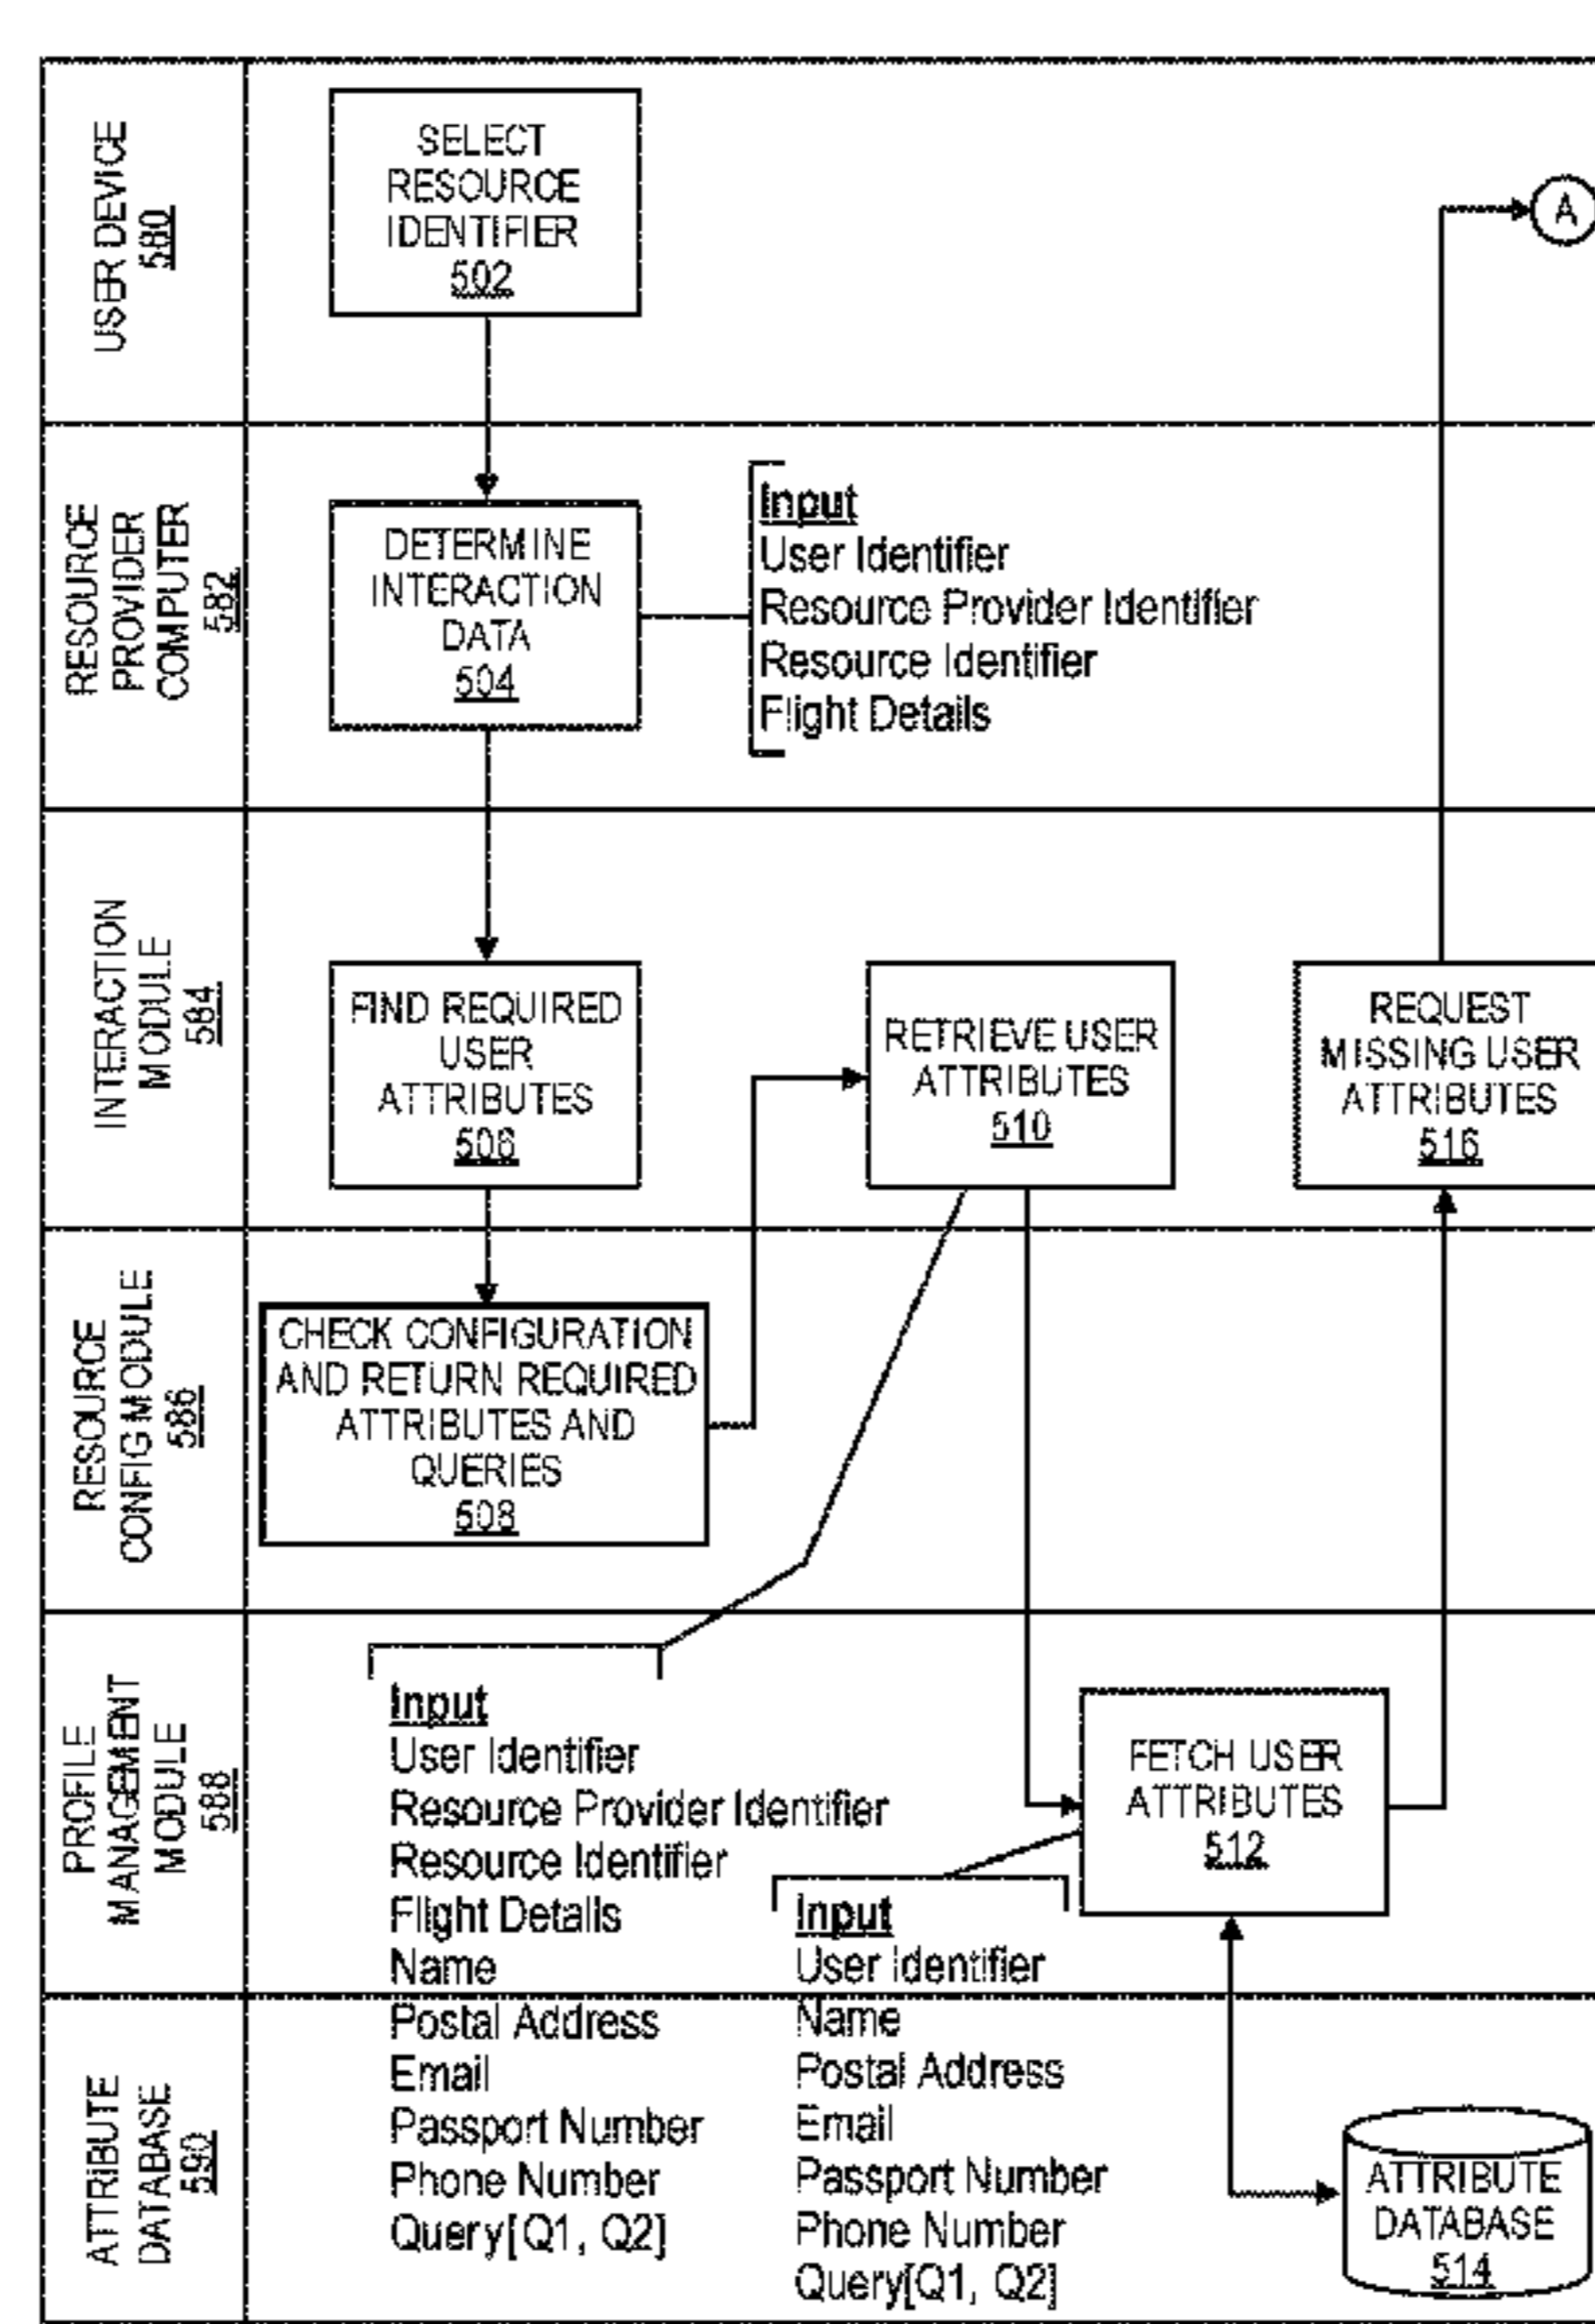 USER DEVICE
580
SELECT
RESOURCE
IDENTIFIER
502
A
RESOURCE
PROVIDER
COMPUTER
582
DETERMINE
INTERACTION
DATA
504
Input
User Identifier
Resource Provider Identifier
Resource Identifier
Flight Details
INTERACTION
MODULE
584
FIND REQUIRED
USER
ATTRIBUTES
506
RETRIEVE USER
ATTRIBUTES
510
REQUEST
MISSING USER
ATTRIBUTES
516
RESOURCE
CONFIG MODULE
586
CHECK CONFIGURATION
AND RETURN REQUIRED
ATTRIBUTES AND
QUERIES
508
PROFILE
MANAGEMENT
MODULE
588
Input
User Identifier
Resource Provider Identifier
Resource Identifier
Flight Details
Name
Postal Address
Email
Passport Number
Phone Number
Query[Q1, Q2]
FETCH USER
ATTRIBUTES
512
Input
User identifier
Name
Postal Address
Email
Passport Number
Phone Number
Query[Q1, Q2]
ATTRIBUTE
DATABASE
590
ATTRIBUTE
DATABASE
514